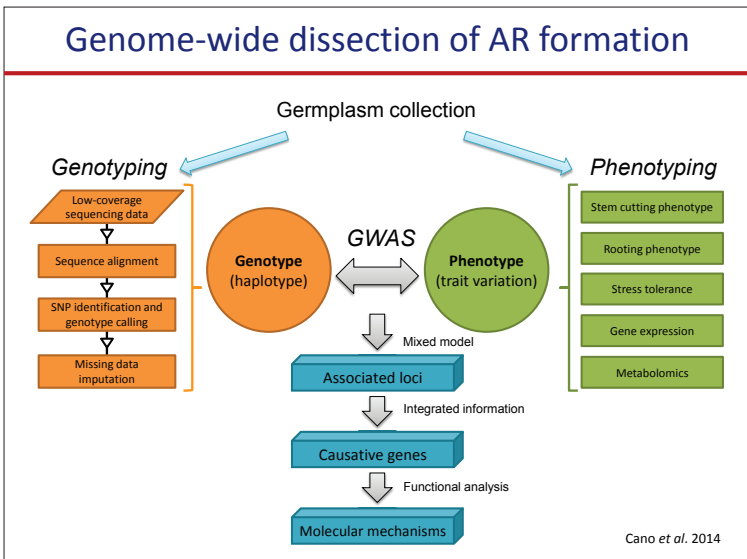 Genome-wide dissection of AR formation
Germplasm collection
Genotyping
Low-coverage
sequencing data
Sequence alignment
SNP identification and
genotype calling
Missing data
imputation
Genotype
(haplotype)
GWAS
Phenotype
(trait variation)
Phenotyping
Stem cutting phenotype
Rooting phenotype
Stress tolerance
Gene expression
Metabolomics
Mixed model
Associated loci
Integrated information
Causative genes
Functional analysis
Molecular mechanisms
Cano et al. 2014